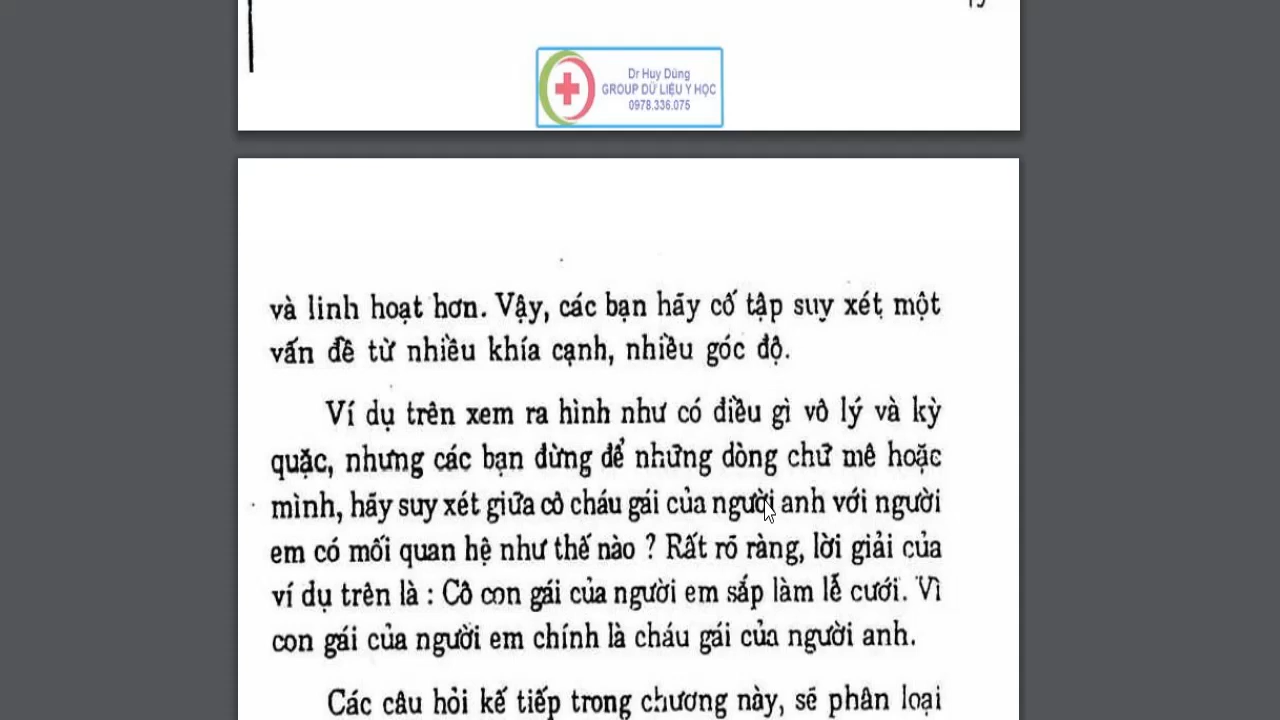 Dr Huy Dũng
GROUP DỮ LIỆU Y HỌC
0978.336.075
và linh hoạt hơn. Vậy, các bạn hãy cố tập suy xét một
vấn đề từ nhiều khía cạnh, nhiều góc độ.
Ví dụ trên xem ra hình như có điều gì vô lý và kỳ
quặc, nhưng các bạn đừng để những dòng chữ mê hoặc
mình, hãy suy xét giữa cô cháu gái của người anh với người
em có mối quan hệ như thế nào ? Rất rõ ràng, lời giải của
ví dụ trên là : Cô con gái của người em sắp làm lễ cưới. Vì
con gái của người em chính là cháu gái của người anh.
Các câu hỏi kế tiếp trong chương này, sẽ phân loại